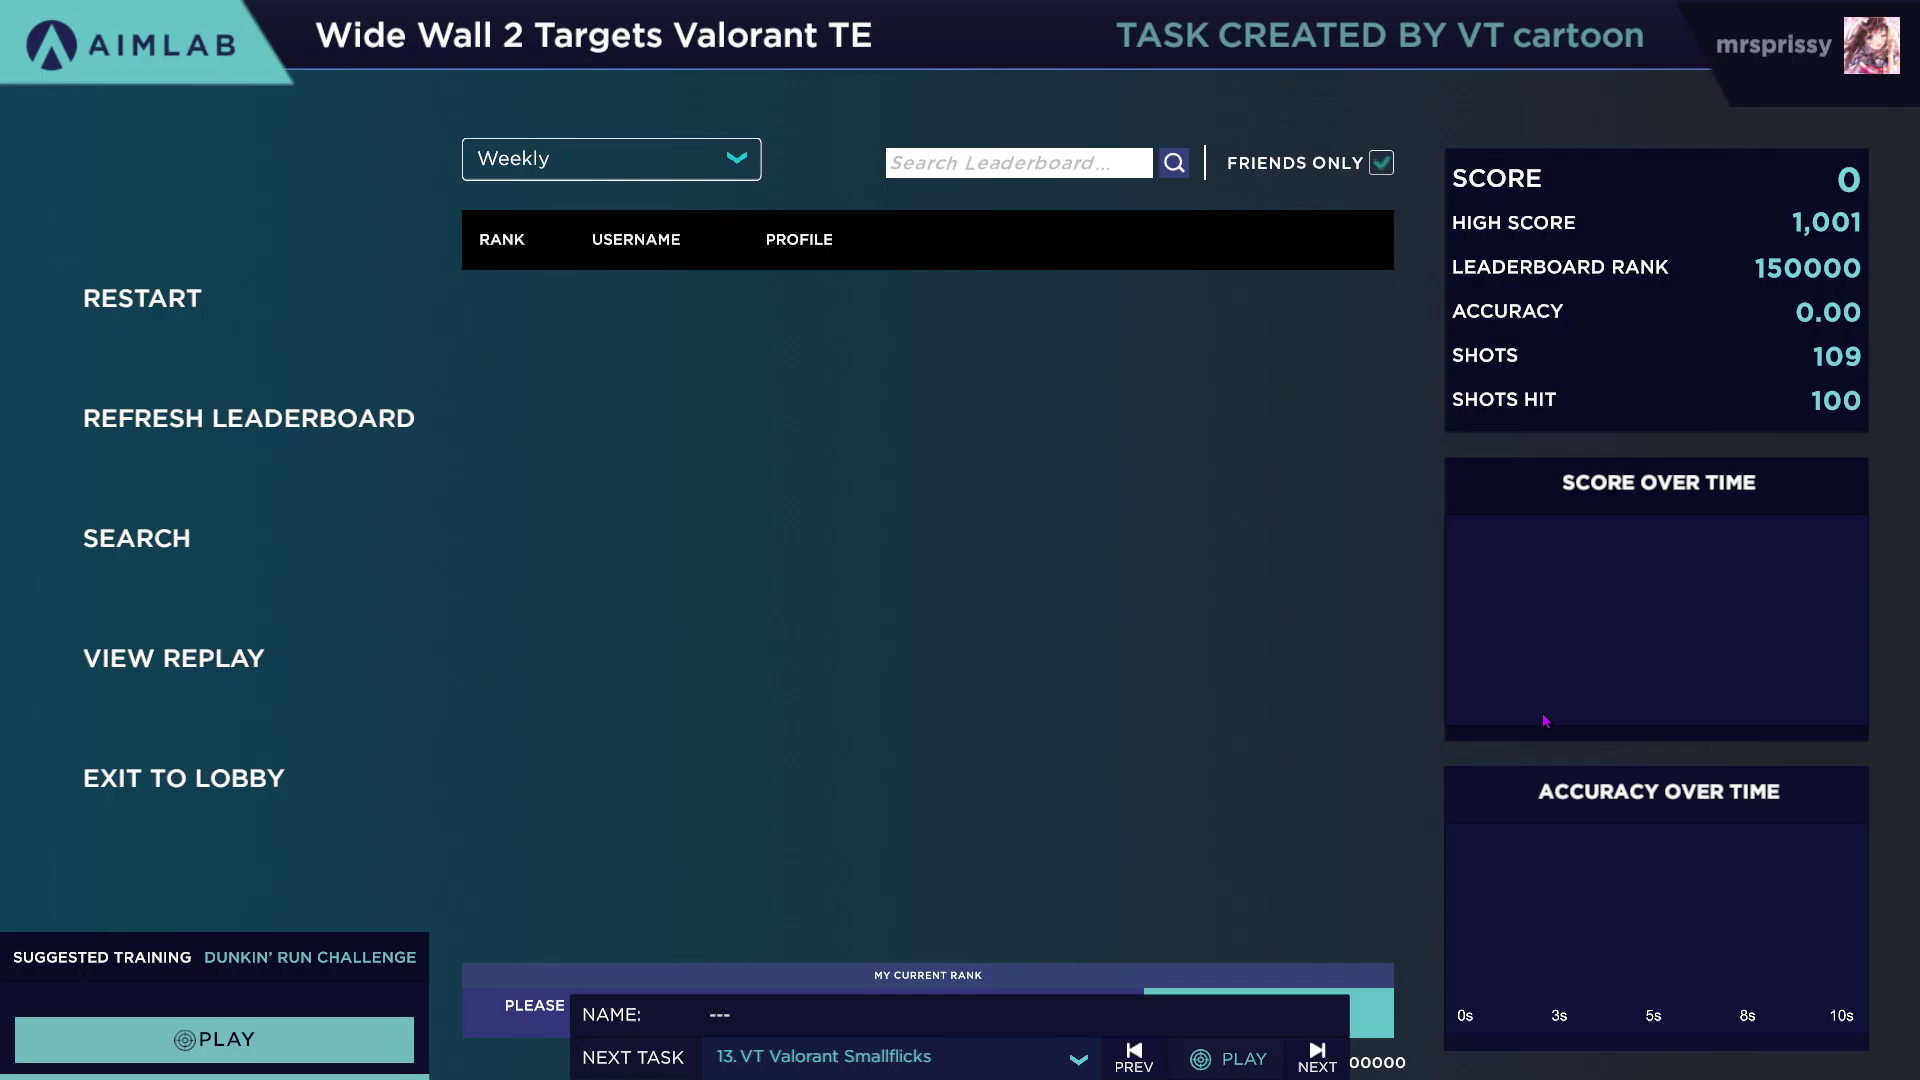 AIMLAB
Wide Wall 2 Targets Valorant TE
TASK CREATED BY VT cartoon
mrsprissy
Weekly
Search Leaderboard...
FRIENDS ONLY
RANK USERNAME PROFILE
RESTART
REFRESH LEADERBOARD
SEARCH
VIEW REPLAY
EXIT TO LOBBY
SCORE 0
HIGH SCORE 1,001
LEADERBOARD RANK 150000
ACCURACY 0.00
SHOTS 109
SHOTS HIT 100
SCORE OVER TIME
ACCURACY OVER TIME
0s 3s 5s 8s 10s
SUGGESTED TRAINING DUNKIN' RUN CHALLENGE
PLAY
MY CURRENT RANK
PLEASE
NAME: ---
NEXT TASK 13. VT Valorant Smallflicks
PREV
PLAY
NEXT
00000